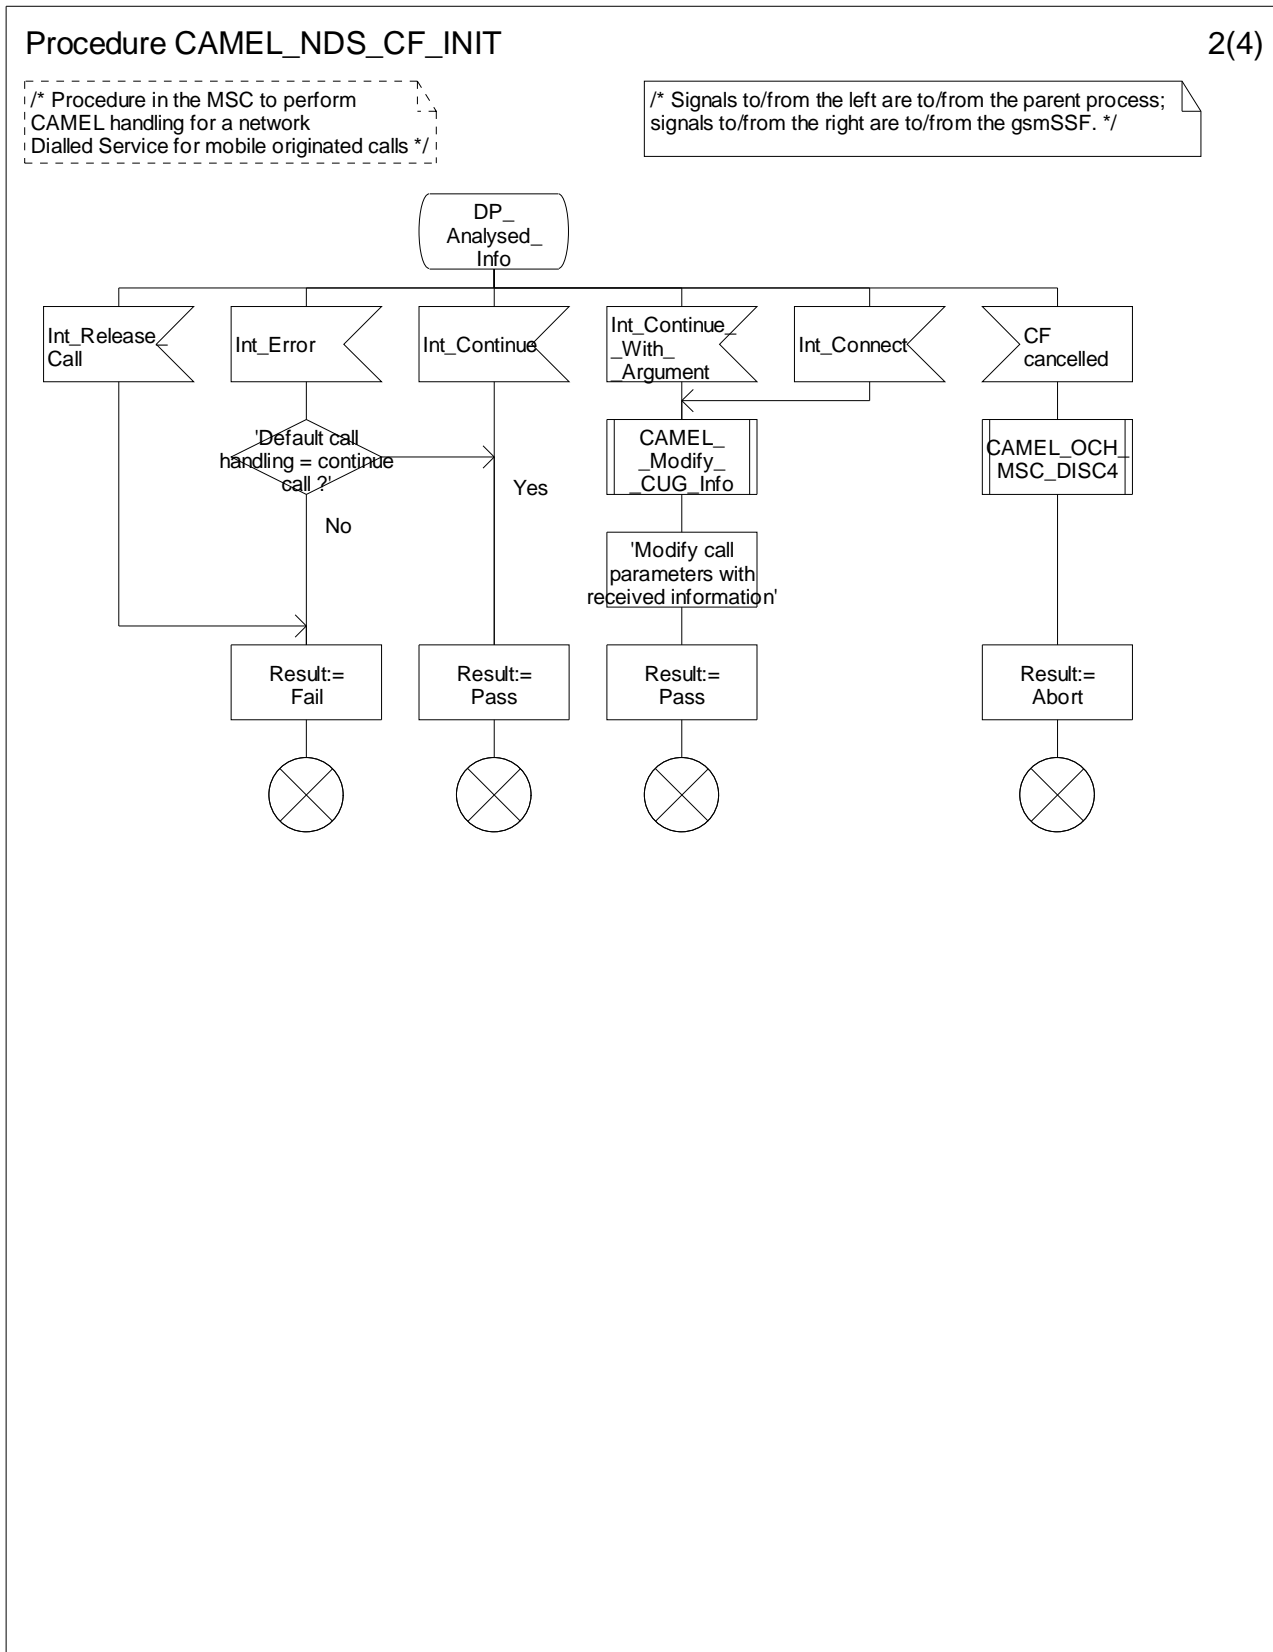 Procedure CAMEL_NDS_CF_INIT
2(4)
/* Procedure in the MSC to perform
CAMEL handling for a network
Dialled Service for mobile originated calls */
/* Signals to/from the left are to/from the parent process;
signals to/from the right are to/from the gsmSSF. */
DP_
Analysed_
Info
Int_Release_
Call
Int_Error
Int_Continue
Int_Continue_
_With_
_Argument
Int_Connect
CF
cancelled
'Default call
handling = continue
call ?'
Yes
No
CAMEL_
_Modify_
_CUG_Info
CAMEL_OCH_
MSC_DISC4
'Modify call
parameters with
received information'
Result:=
Fail
Result:=
Pass
Result:=
Pass
Result:=
Abort